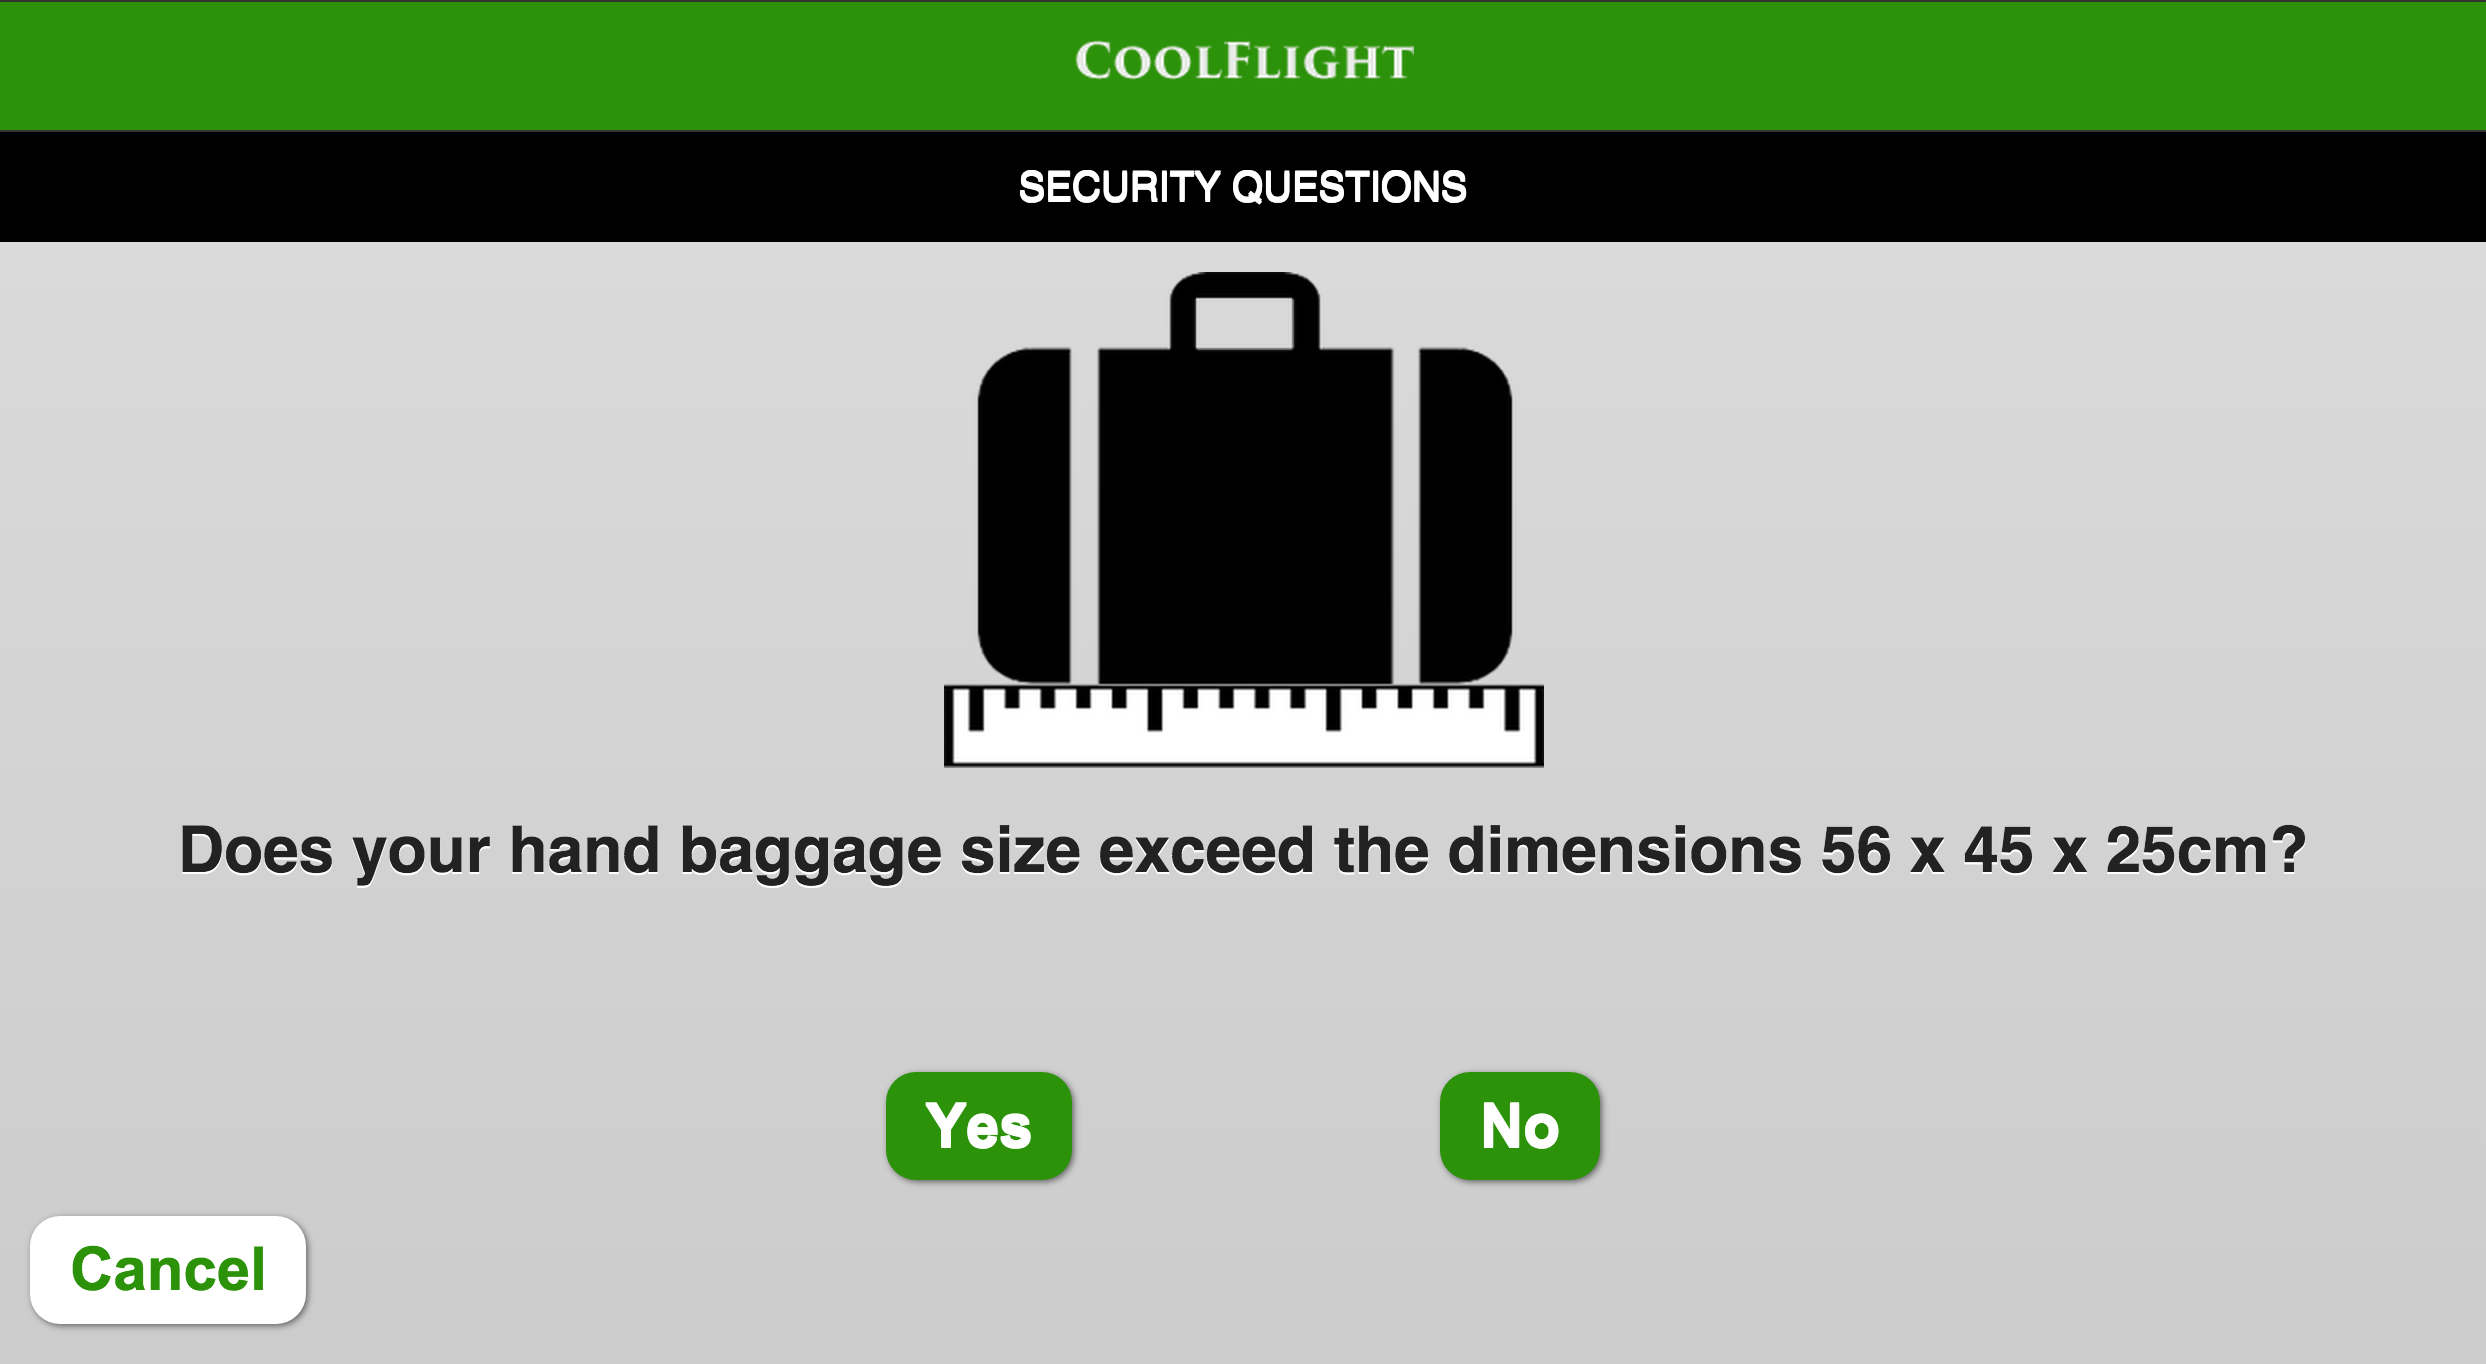 CoolFlight
SECURITY QUESTIONS
Does your hand baggage size exceed the dimensions 56 x 45 x 25cm?
Yes
No
Cancel